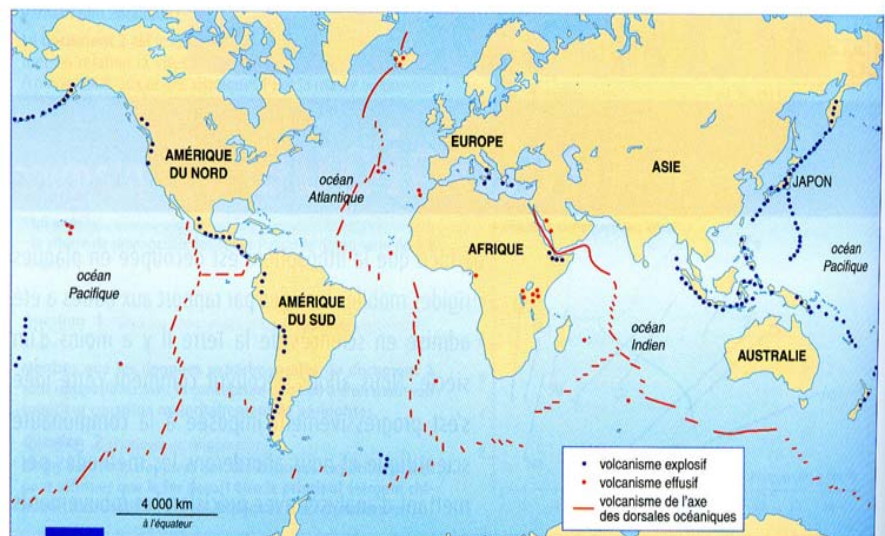 AMÉRIQUE
DU NORD
océan
Atlantique
EUROPE
ASIE
JAPON
océan
Pacifique
AFRIQUE
océan
Pacifique
AMÉRIQUE
DU SUD
océan
Indien
AUSTRALIE
4 000 km
à l'équateur
volcanisme explosif
volcanisme effusif
volcanisme de l'axe
des dorsales océaniques